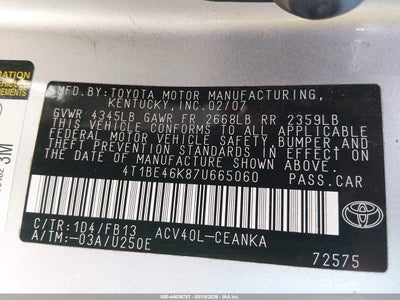 MFD.BY:TOYOTA MOTOR MANUFACTURING,
KENTUCKY,INC.02/07
GVWR 4345LB GAWR FR 2668LB RR 2359LB
THIS VEHICLE CONFORMS TO ALL APPLICABLE
FEDERAL MOTOR VEHICLE SAFETY,BUMPER,AND
THEFT PREVENTION STANDARDS IN EFFECT ON
THE DATE OF MANUFACTURE SHOWN ABOVE.
4T1BE46K87U665060 PASS.CAR
C/TR:1D4/FB13 ACV40L-CEANKA
A/TM:-03A/U250E
TOYOTA
72575
3M